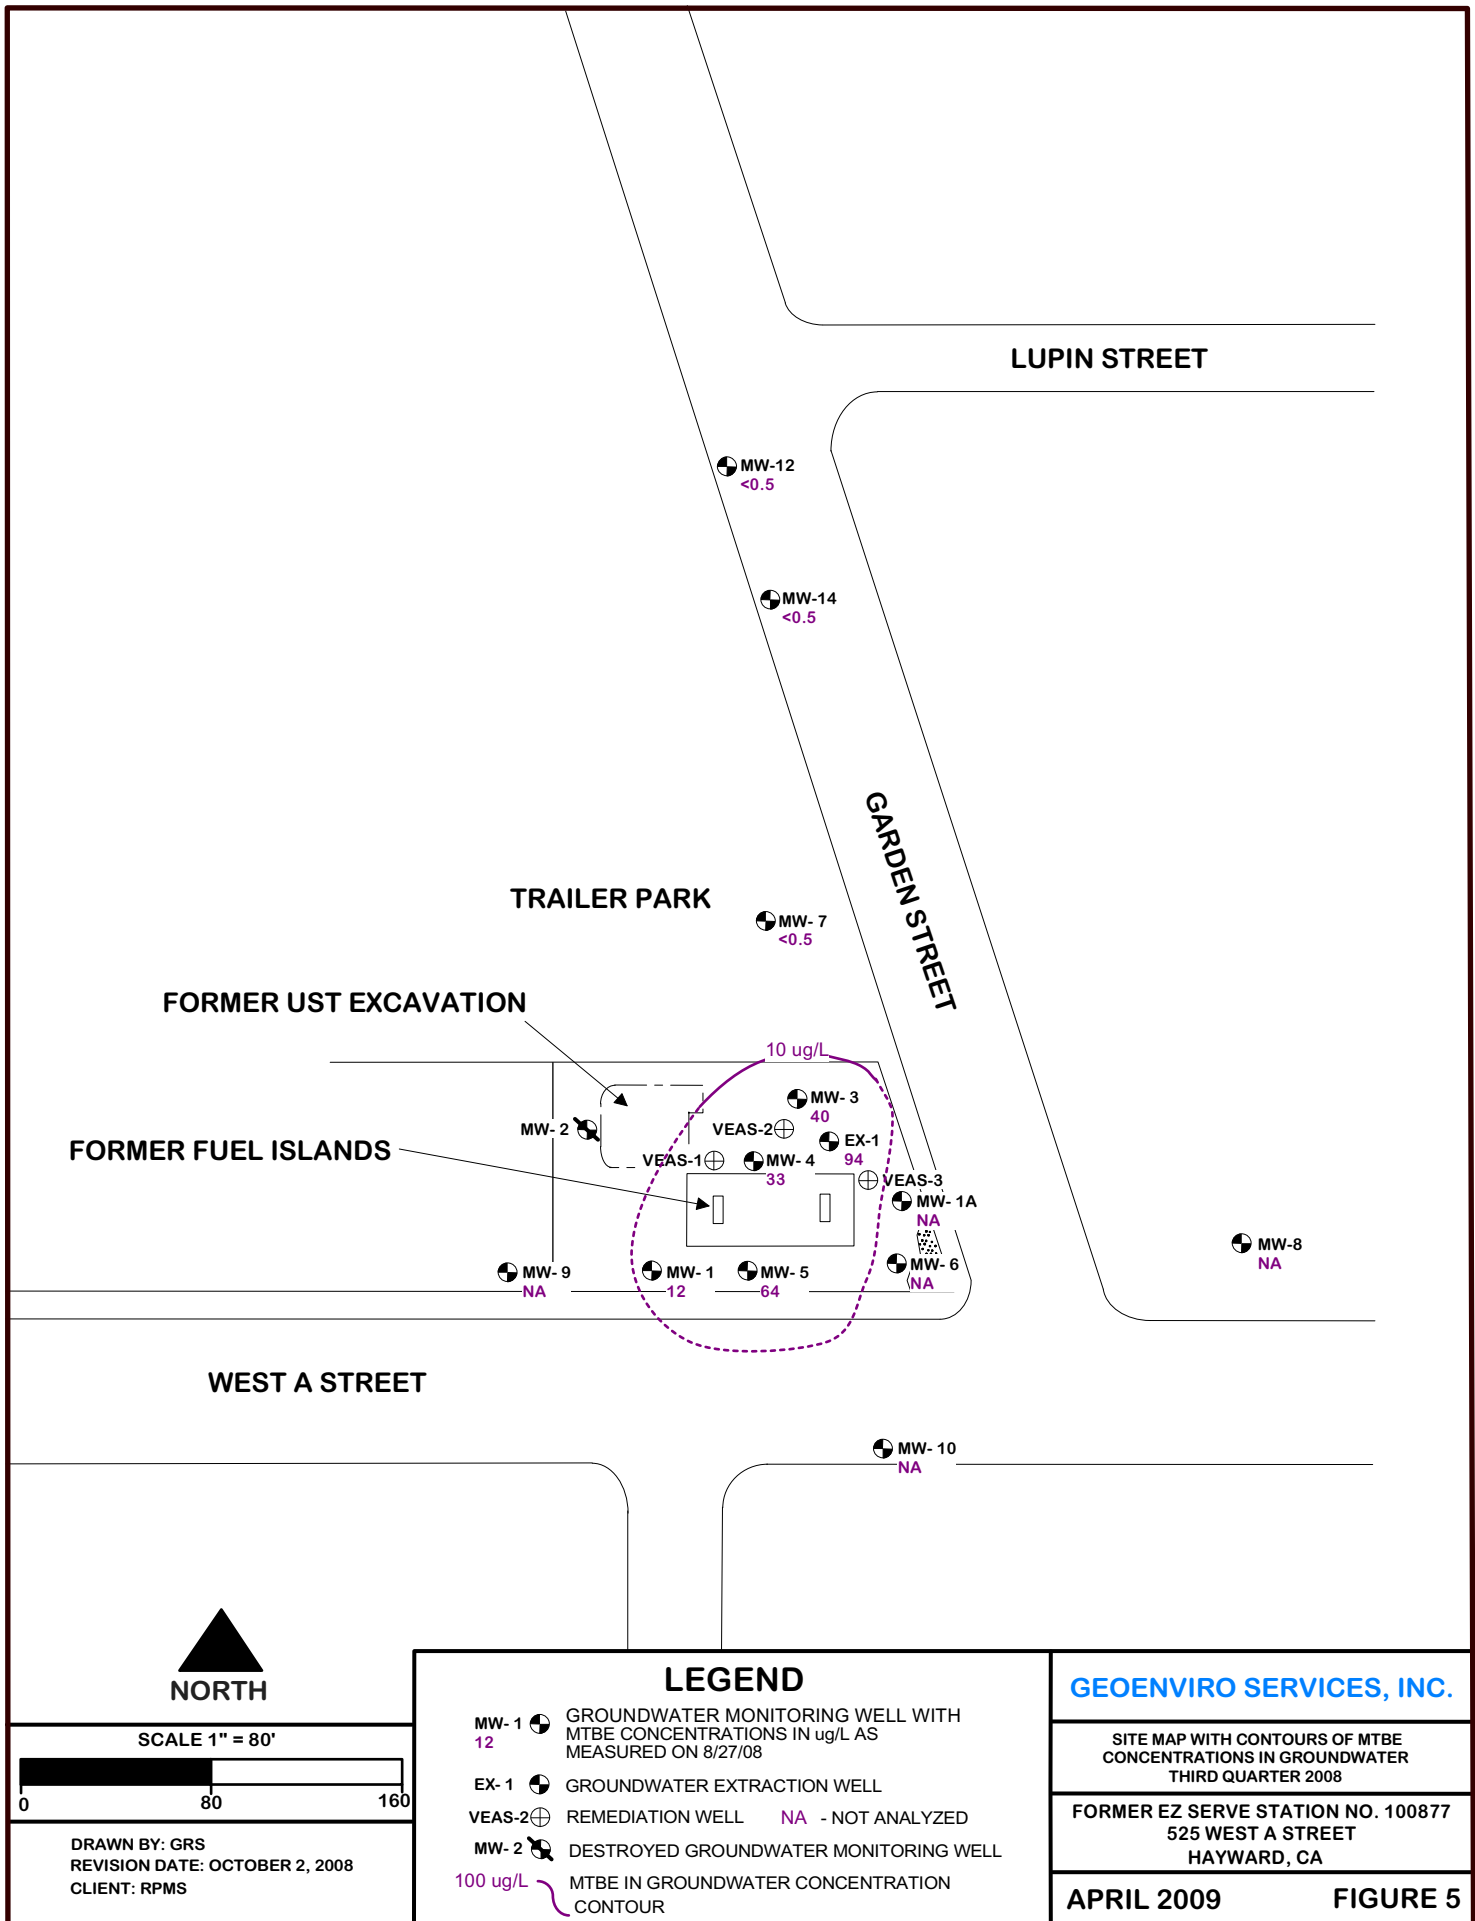 LUPIN STREET
MW-12
<0.5
MW-14
<0.5
GARDEN STREET
TRAILER PARK
MW- 7
<0.5
FORMER UST EXCAVATION
10 ug/L
MW- 3
40
MW- 2
VEAS-2
EX-1
94
FORMER FUEL ISLANDS
VEAS-1
MW- 4
33
VEAS-3
MW- 1A
NA
MW-8
NA
MW- 9
NA
MW- 1
12
MW- 5
64
MW- 6
NA
WEST A STREET
MW- 10
NA
NORTH
SCALE 1" = 80'
0 80 160
DRAWN BY: GRS
REVISION DATE: OCTOBER 2, 2008
CLIENT: RPMS
LEGEND
MW- 1
12
GROUNDWATER MONITORING WELL WITH
MTBE CONCENTRATIONS IN ug/L AS
MEASURED ON 8/27/08
EX- 1 GROUNDWATER EXTRACTION WELL
VEAS-2 REMEDIATION WELL NA - NOT ANALYZED
MW- 2 DESTROYED GROUNDWATER MONITORING WELL
100 ug/L MTBE IN GROUNDWATER CONCENTRATION
CONTOUR
GEOENVIRO SERVICES, INC.
SITE MAP WITH CONTOURS OF MTBE
CONCENTRATIONS IN GROUNDWATER
THIRD QUARTER 2008
FORMER EZ SERVE STATION NO. 100877
525 WEST A STREET
HAYWARD, CA
APRIL 2009 FIGURE 5